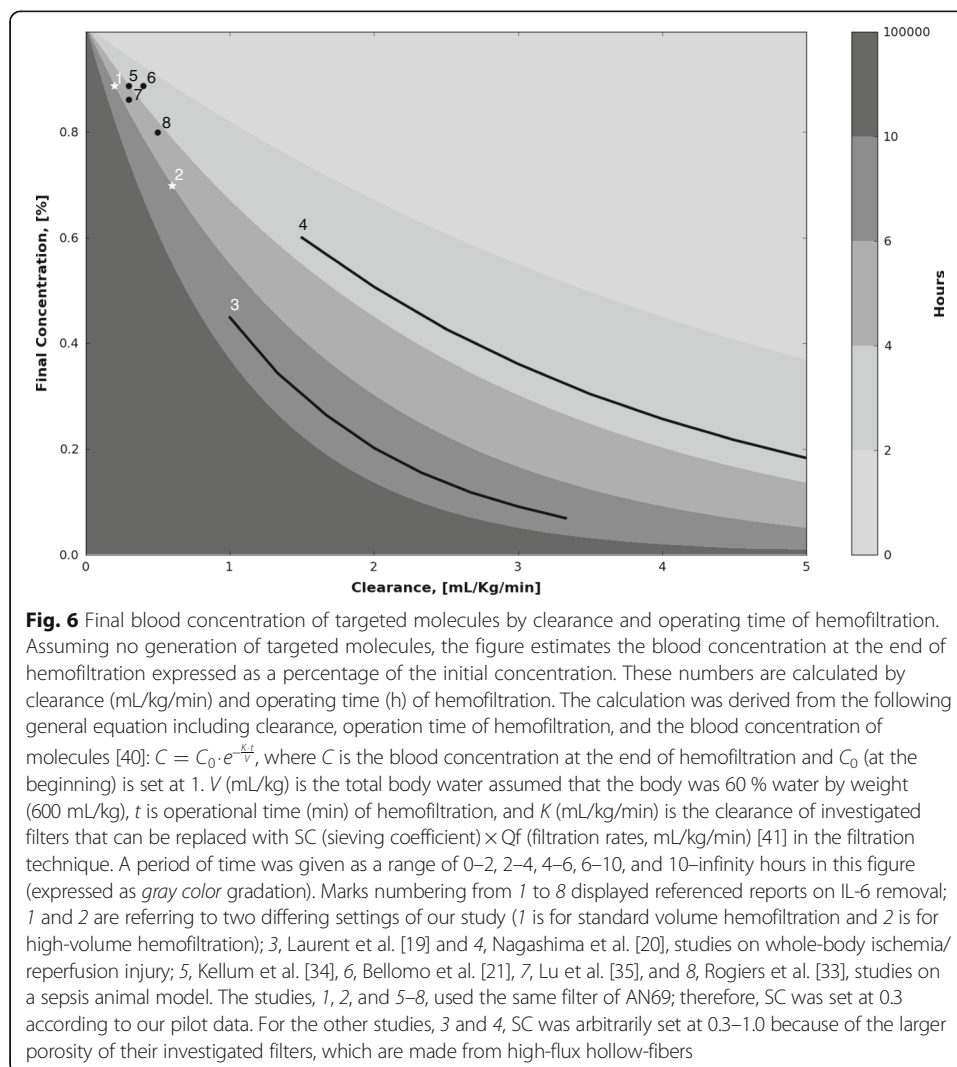 100000
1
5
6
7
0.8
8
10
2
0.6
4
6
Final Concentration, [%]
3
Hours
0.4
4
0.2
2
0.0
0
0 1 2 3 4 5
Clearance, [mL/Kg/min]
Fig. 6 Final blood concentration of targeted molecules by clearance and operating time of hemofiltration.
Assuming no generation of targeted molecules, the figure estimates the blood concentration at the end of
hemofiltration expressed as a percentage of the initial concentration. These numbers are calculated by
clearance (mL/kg/min) and operating time (h) of hemofiltration. The calculation was derived from the following
general equation including clearance, operation time of hemofiltration, and the blood concentration of
molecules [40]: C = C₀·e^(−K·t/V), where C is the blood concentration at the end of hemofiltration and C₀ (at the
beginning) is set at 1. V (mL/kg) is the total body water assumed that the body was 60 % water by weight
(600 mL/kg), t is operational time (min) of hemofiltration, and K (mL/kg/min) is the clearance of investigated
filters that can be replaced with SC (sieving coefficient) × Qf (filtration rates, mL/kg/min) [41] in the filtration
technique. A period of time was given as a range of 0–2, 2–4, 4–6, 6–10, and 10–infinity hours in this figure
(expressed as gray color gradation). Marks numbering from 1 to 8 displayed referenced reports on IL-6 removal;
1 and 2 are referring to two differing settings of our study (1 is for standard volume hemofiltration and 2 is for
high-volume hemofiltration); 3, Laurent et al. [19] and 4, Nagashima et al. [20], studies on whole-body ischemia/
reperfusion injury; 5, Kellum et al. [34], 6, Bellomo et al. [21], 7, Lu et al. [35], and 8, Rogiers et al. [33], studies on
a sepsis animal model. The studies, 1, 2, and 5–8, used the same filter of AN69; therefore, SC was set at 0.3
according to our pilot data. For the other studies, 3 and 4, SC was arbitrarily set at 0.3–1.0 because of the larger
porosity of their investigated filters, which are made from high-flux hollow-fibers